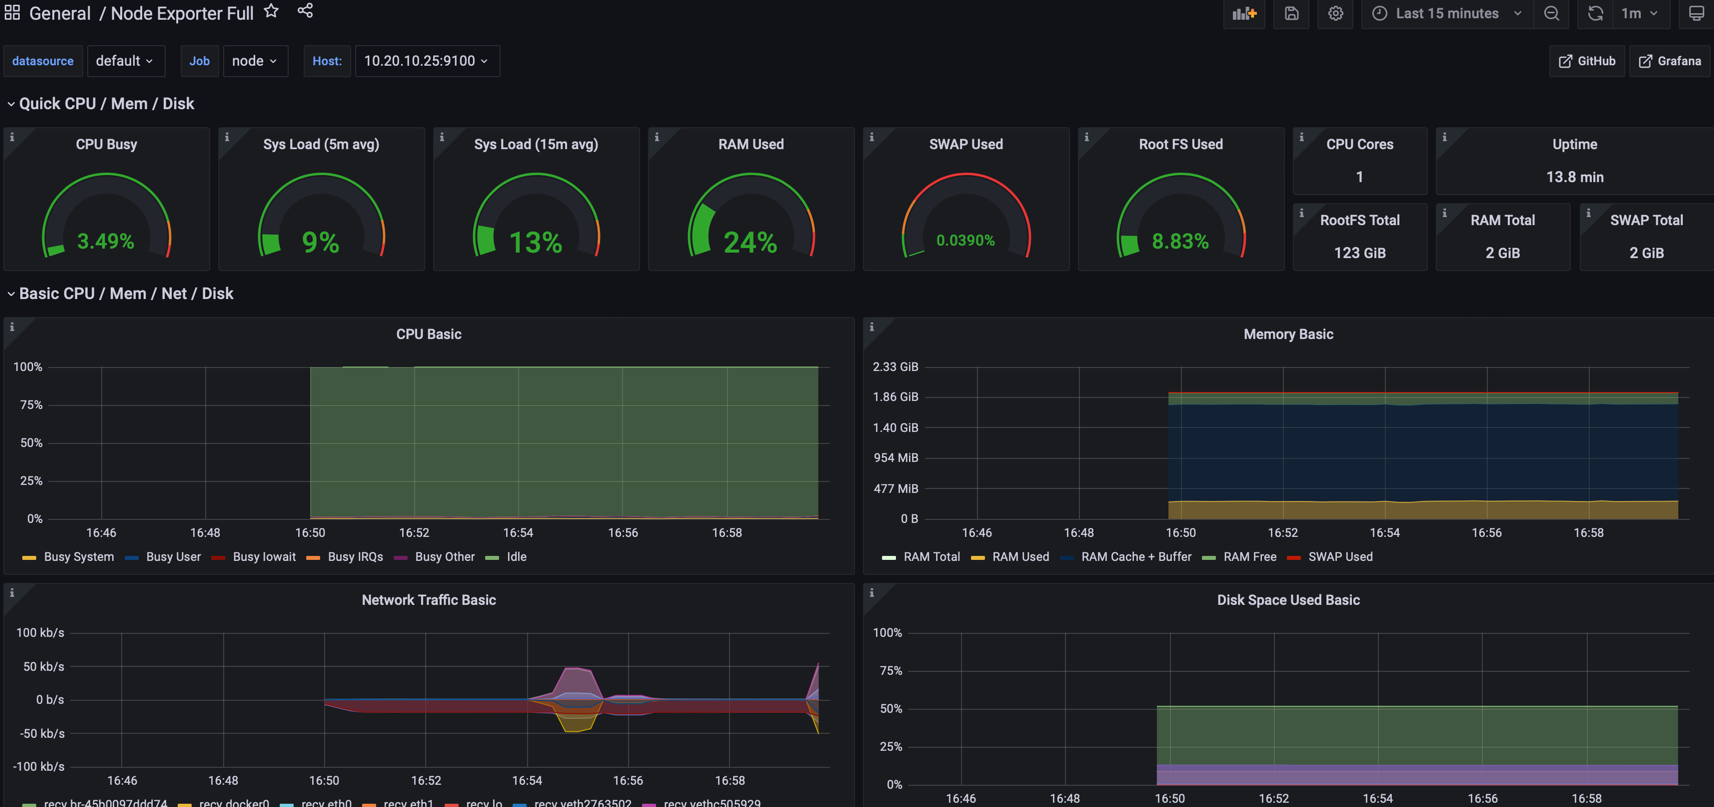 General / Node Exporter Full
Last 15 minutes
1m
datasource default Job node Host: 10.20.10.25:9100
GitHub Grafana
Quick CPU / Mem / Disk
CPU Busy
3.49%
Sys Load (5m avg)
9%
Sys Load (15m avg)
13%
RAM Used
24%
SWAP Used
0.0390%
Root FS Used
8.83%
CPU Cores
1
Uptime
13.8 min
RootFS Total
123 GiB
RAM Total
2 GiB
SWAP Total
2 GiB
Basic CPU / Mem / Net / Disk
CPU Basic
100%
75%
50%
25%
0%
16:46 16:48 16:50 16:52 16:54 16:56 16:58
Busy System Busy User Busy Iowait Busy IRQs Busy Other Idle
Memory Basic
2.33 GiB
1.86 GiB
1.40 GiB
954 MiB
477 MiB
0 B
16:46 16:48 16:50 16:52 16:54 16:56 16:58
RAM Total RAM Used RAM Cache + Buffer RAM Free SWAP Used
Network Traffic Basic
100 kb/s
50 kb/s
0 b/s
-50 kb/s
-100 kb/s
16:46 16:48 16:50 16:52 16:54 16:56 16:58
recv br-45b0097ddd74 recv docker0 recv eth0 recv eth1 recv lo recv veth2763502 recv vethc505929
Disk Space Used Basic
100%
75%
50%
25%
0%
16:46 16:48 16:50 16:52 16:54 16:56 16:58